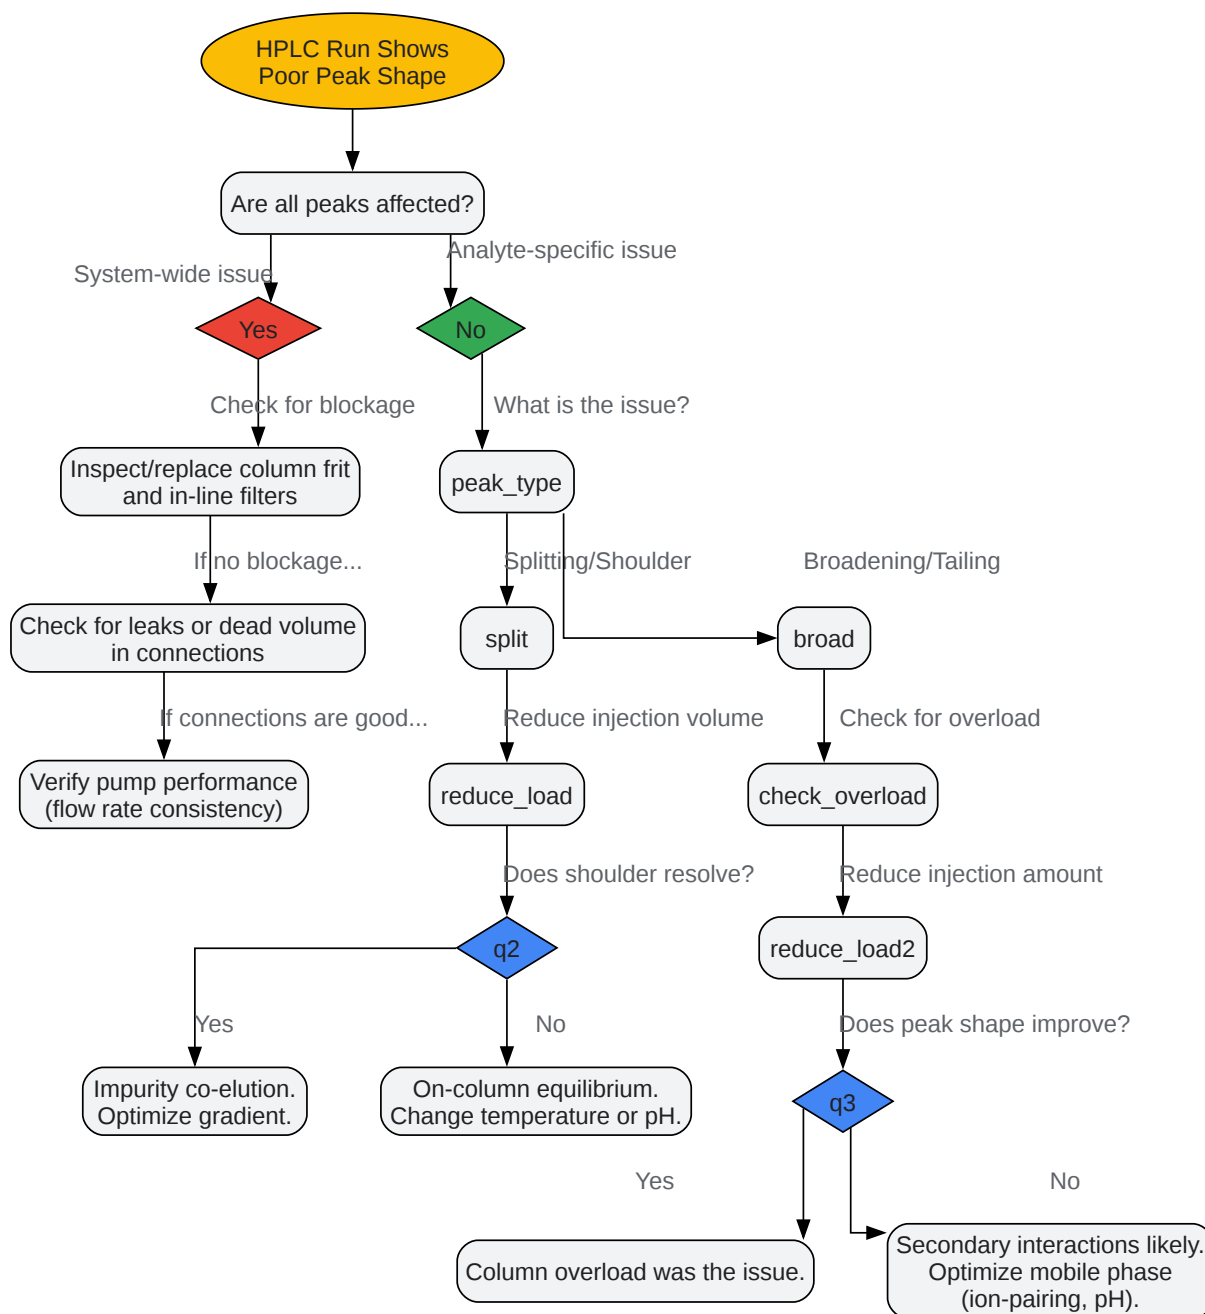 HPLC Run Shows
Poor Peak Shape
Are all peaks affected?
Analyte-specific issue
System-wide issue
Yes
No
Check for blockage
What is the issue?
Inspect/replace column frit
and in-line filters
peak_type
If no blockage...
Splitting/Shoulder
Broadening/Tailing
Check for leaks or dead volume
in connections
split
broad
If connections are good...
Reduce injection volume
Check for overload
Verify pump performance
(flow rate consistency)
reduce_load
check_overload
Does shoulder resolve?
Reduce injection amount
q2
reduce_load2
Yes
No
Does peak shape improve?
Impurity co-elution.
Optimize gradient.
On-column equilibrium.
Change temperature or pH.
q3
Yes
No
Column overload was the issue.
Secondary interactions likely.
Optimize mobile phase
(ion-pairing, pH).